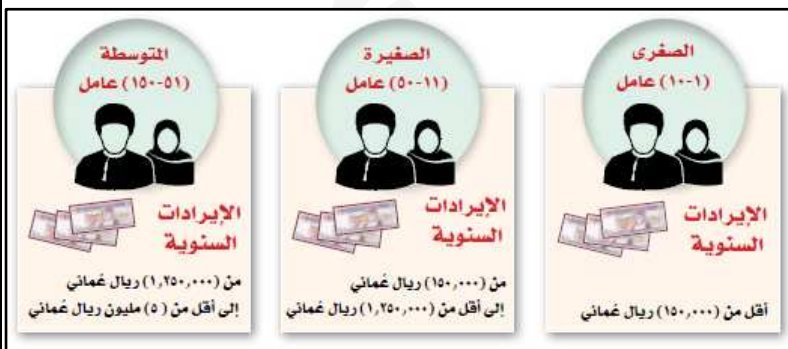 الصغرى
(١-١٠) عامل
الإيرادات
السنوية
أقل من (١٥٠,٠٠٠) ريال عُماني
الصغيرة
(١١-٥٠) عامل
الإيرادات
السنوية
من (١٥٠,٠٠٠) ريال عُماني
إلى أقل من (١,٢٥٠,٠٠٠) ريال عُماني
المتوسطة
(٥١-١٥٠) عامل
الإيرادات
السنوية
من (١,٢٥٠,٠٠٠) ريال عُماني
إلى أقل من (٥) مليون ريال عُماني